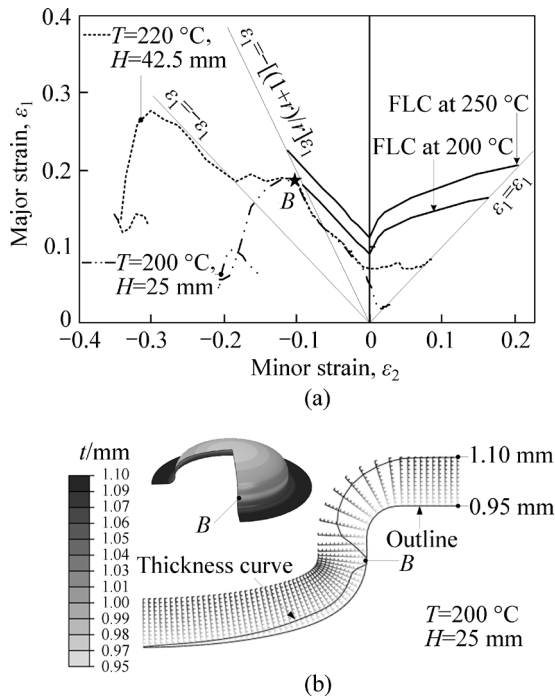 0.4
0.3
0.2
0.1
0
Major strain, ε1
T=220 °C,
H=42.5 mm
ε1=−ε1
ε1=−[(1+r)/r]ε1
FLC at 250 °C
FLC at 200 °C
ε1=ε1
B
T=200 °C,
H=25 mm
−0.4 −0.3 −0.2 −0.1 0 0.1 0.2
Minor strain, ε2
(a)
t/mm
1.10
1.09
1.07
1.06
1.05
1.04
1.03
1.01
1.00
0.99
0.98
0.97
0.95
B
1.10 mm
0.95 mm
Outline
B
Thickness curve
T=200 °C
H=25 mm
(b)